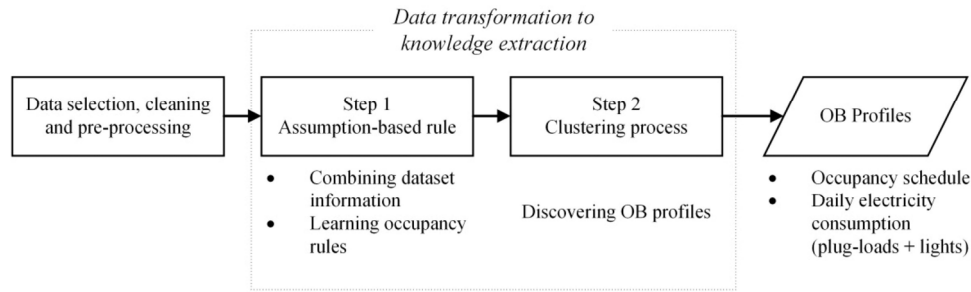 Data transformation to
knowledge extraction
Data selection, cleaning
and pre-processing
Step 1
Assumption-based rule
Step 2
Clustering process
OB Profiles
• Combining dataset
information
• Learning occupancy
rules
Discovering OB profiles
• Occupancy schedule
• Daily electricity
consumption
(plug-loads + lights)